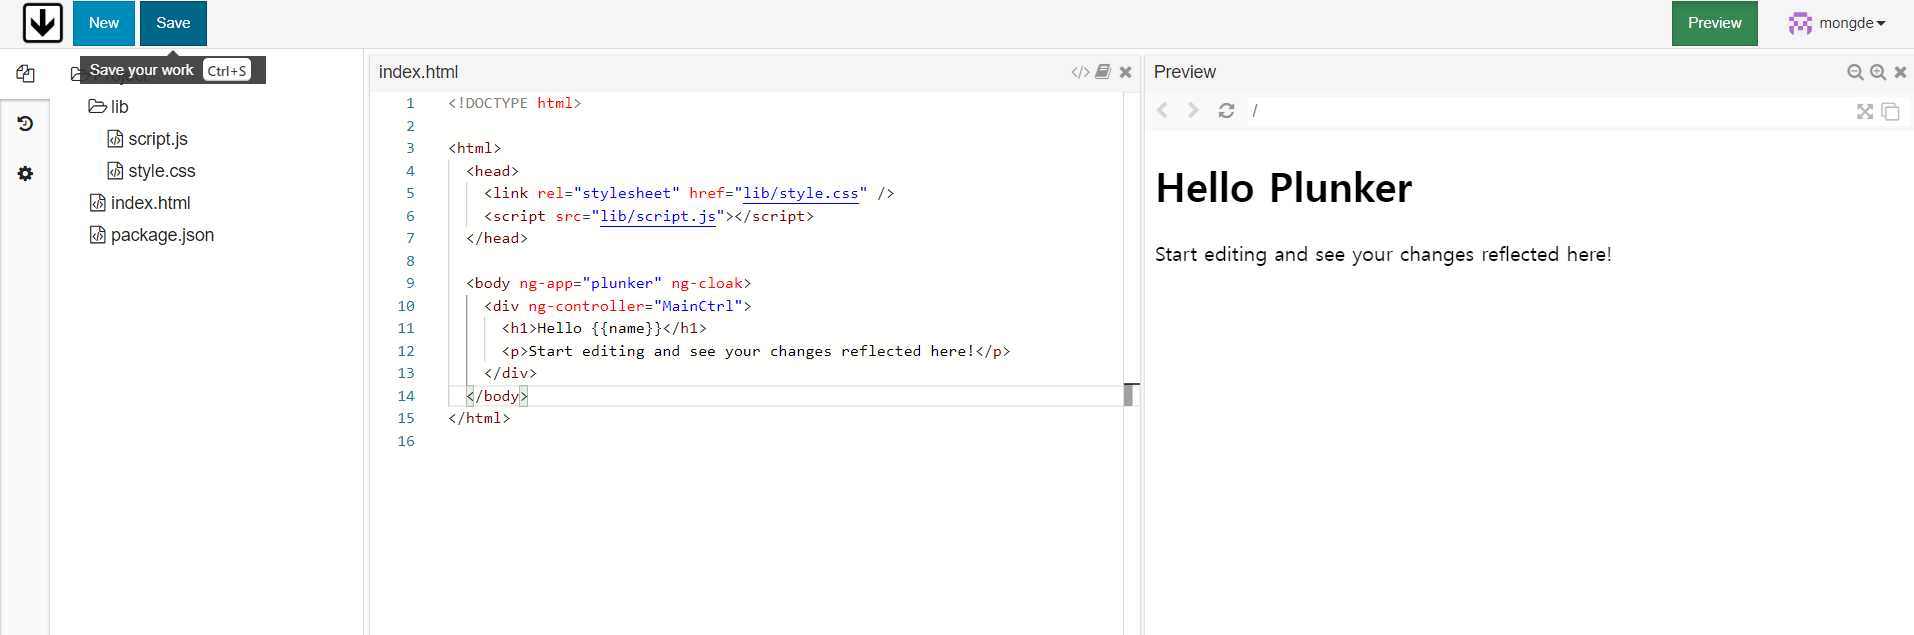 New Save Preview mongde
Save your work Ctrl+S
lib
script.js
style.css
index.html
package.json
index.html
1 <!DOCTYPE html>
2
3 <html>
4 <head>
5 <link rel="stylesheet" href="lib/style.css" />
6 <script src="lib/script.js"></script>
7 </head>
8
9 <body ng-app="plunker" ng-cloak>
10 <div ng-controller="MainCtrl">
11 <h1>Hello {{name}}</h1>
12 <p>Start editing and see your changes reflected here!</p>
13 </div>
14 </body>
15 </html>
16
Preview
/
Hello Plunker
Start editing and see your changes reflected here!